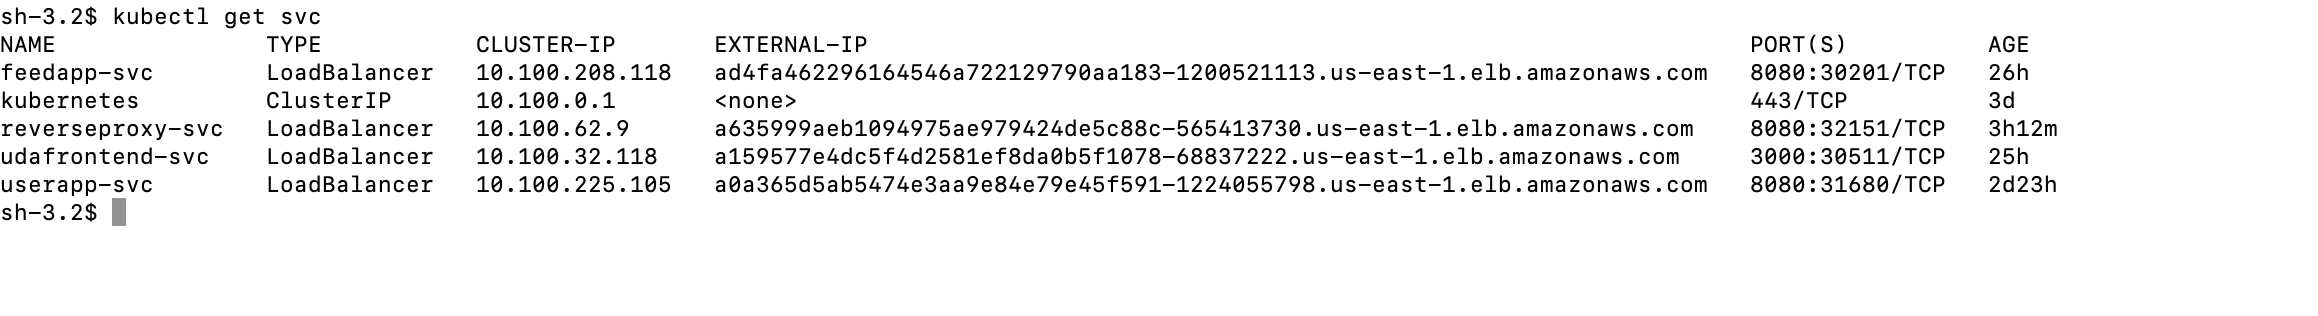 sh-3.2$ kubectl get svc
NAME TYPE CLUSTER-IP EXTERNAL-IP PORT(S) AGE
feedapp-svc LoadBalancer 10.100.208.118 ad4fa462296164546a722129790aa183-1200521113.us-east-1.elb.amazonaws.com 8080:30201/TCP 26h
kubernetes ClusterIP 10.100.0.1 <none> 443/TCP 3d
reverseproxy-svc LoadBalancer 10.100.62.9 a635999aeb1094975ae979424de5c88c-565413730.us-east-1.elb.amazonaws.com 8080:32151/TCP 3h12m
udafrontend-svc LoadBalancer 10.100.32.118 a159577e4dc5f4d2581ef8da0b5f1078-68837222.us-east-1.elb.amazonaws.com 3000:30511/TCP 25h
userapp-svc LoadBalancer 10.100.225.105 a0a365d5ab5474e3aa9e84e79e45f591-1224055798.us-east-1.elb.amazonaws.com 8080:31680/TCP 2d23h
sh-3.2$